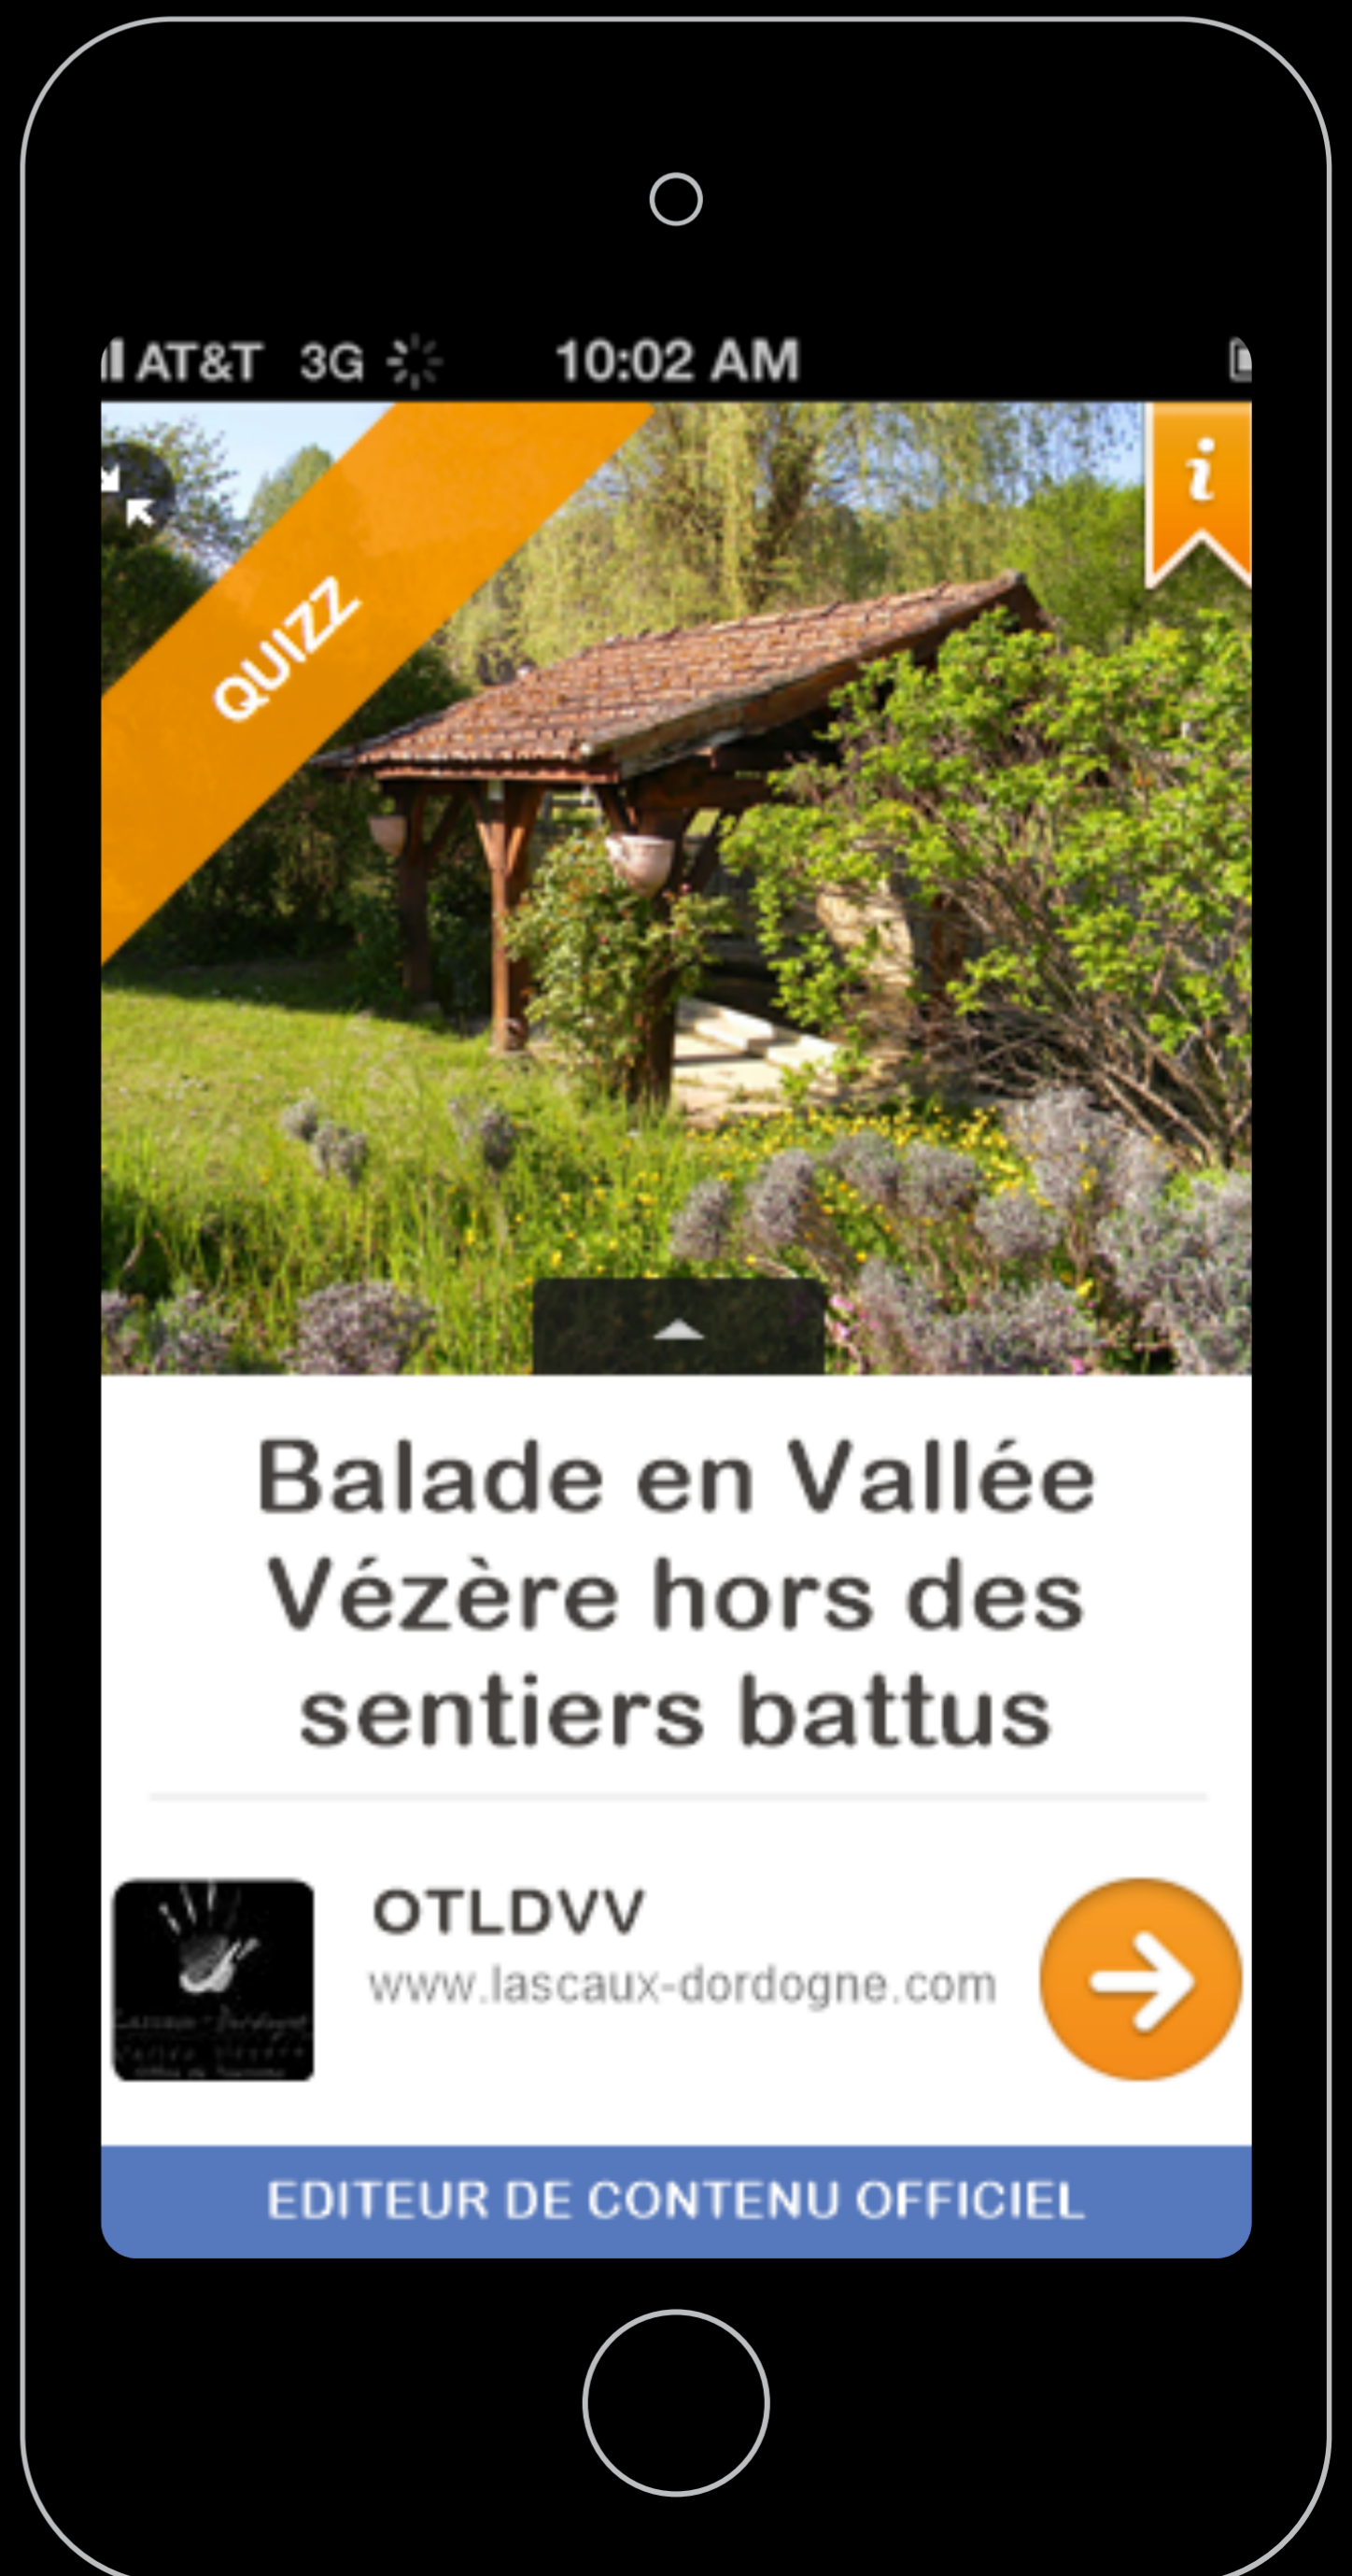 AT&T 3G 10:02 AM
i
QUIZZ
Balade en Vallée
Vézère hors des
sentiers battus
OTLDVV
www.lascaux-dordogne.com
EDITEUR DE CONTENU OFFICIEL